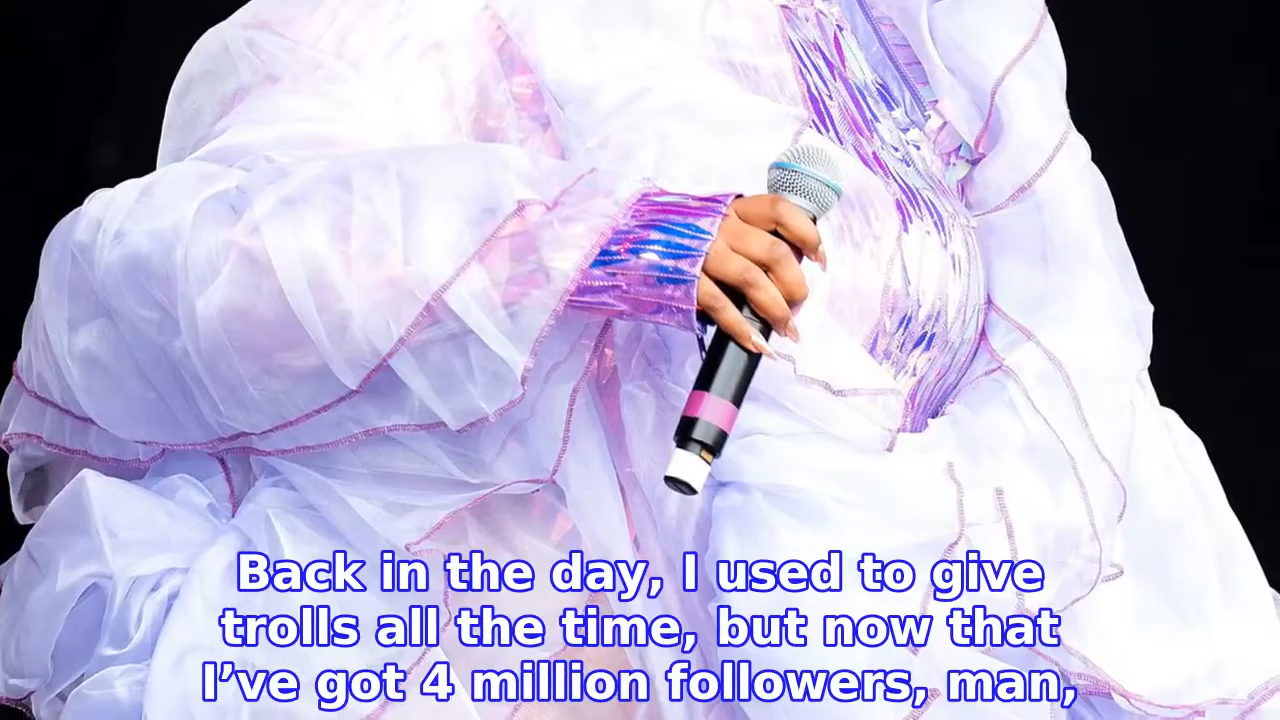 Back in the day, I used to give
trolls all the time, but now that
I’ve got 4 million followers, man,